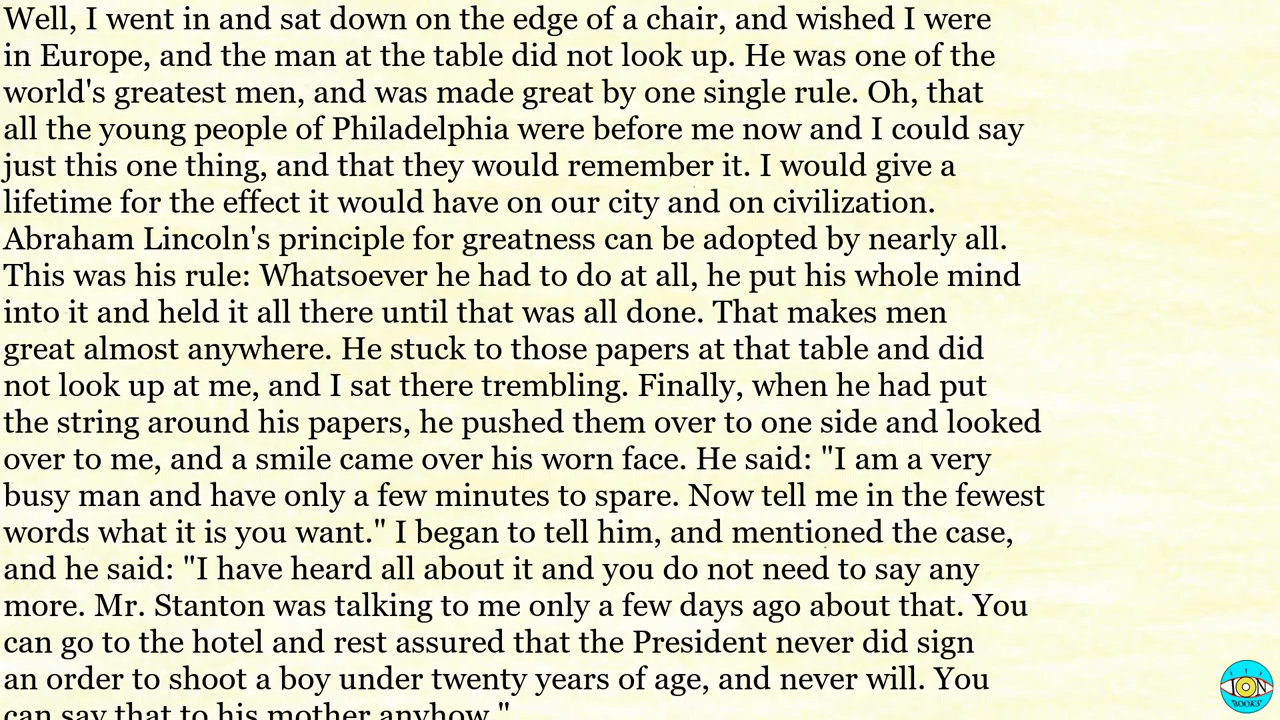 Well, I went in and sat down on the edge of a chair, and wished I were
in Europe, and the man at the table did not look up. He was one of the
world's greatest men, and was made great by one single rule. Oh, that
all the young people of Philadelphia were before me now and I could say
just this one thing, and that they would remember it. I would give a
lifetime for the effect it would have on our city and on civilization.
Abraham Lincoln's principle for greatness can be adopted by nearly all.
This was his rule: Whatsoever he had to do at all, he put his whole mind
into it and held it all there until that was all done. That makes men
great almost anywhere. He stuck to those papers at that table and did
not look up at me, and I sat there trembling. Finally, when he had put
the string around his papers, he pushed them over to one side and looked
over to me, and a smile came over his worn face. He said: "I am a very
busy man and have only a few minutes to spare. Now tell me in the fewest
words what it is you want." I began to tell him, and mentioned the case,
and he said: "I have heard all about it and you do not need to say any
more. Mr. Stanton was talking to me only a few days ago about that. You
can go to the hotel and rest assured that the President never did sign
an order to shoot a boy under twenty years of age, and never will. You
can say that to his mother anyhow."
ION
BOOKS